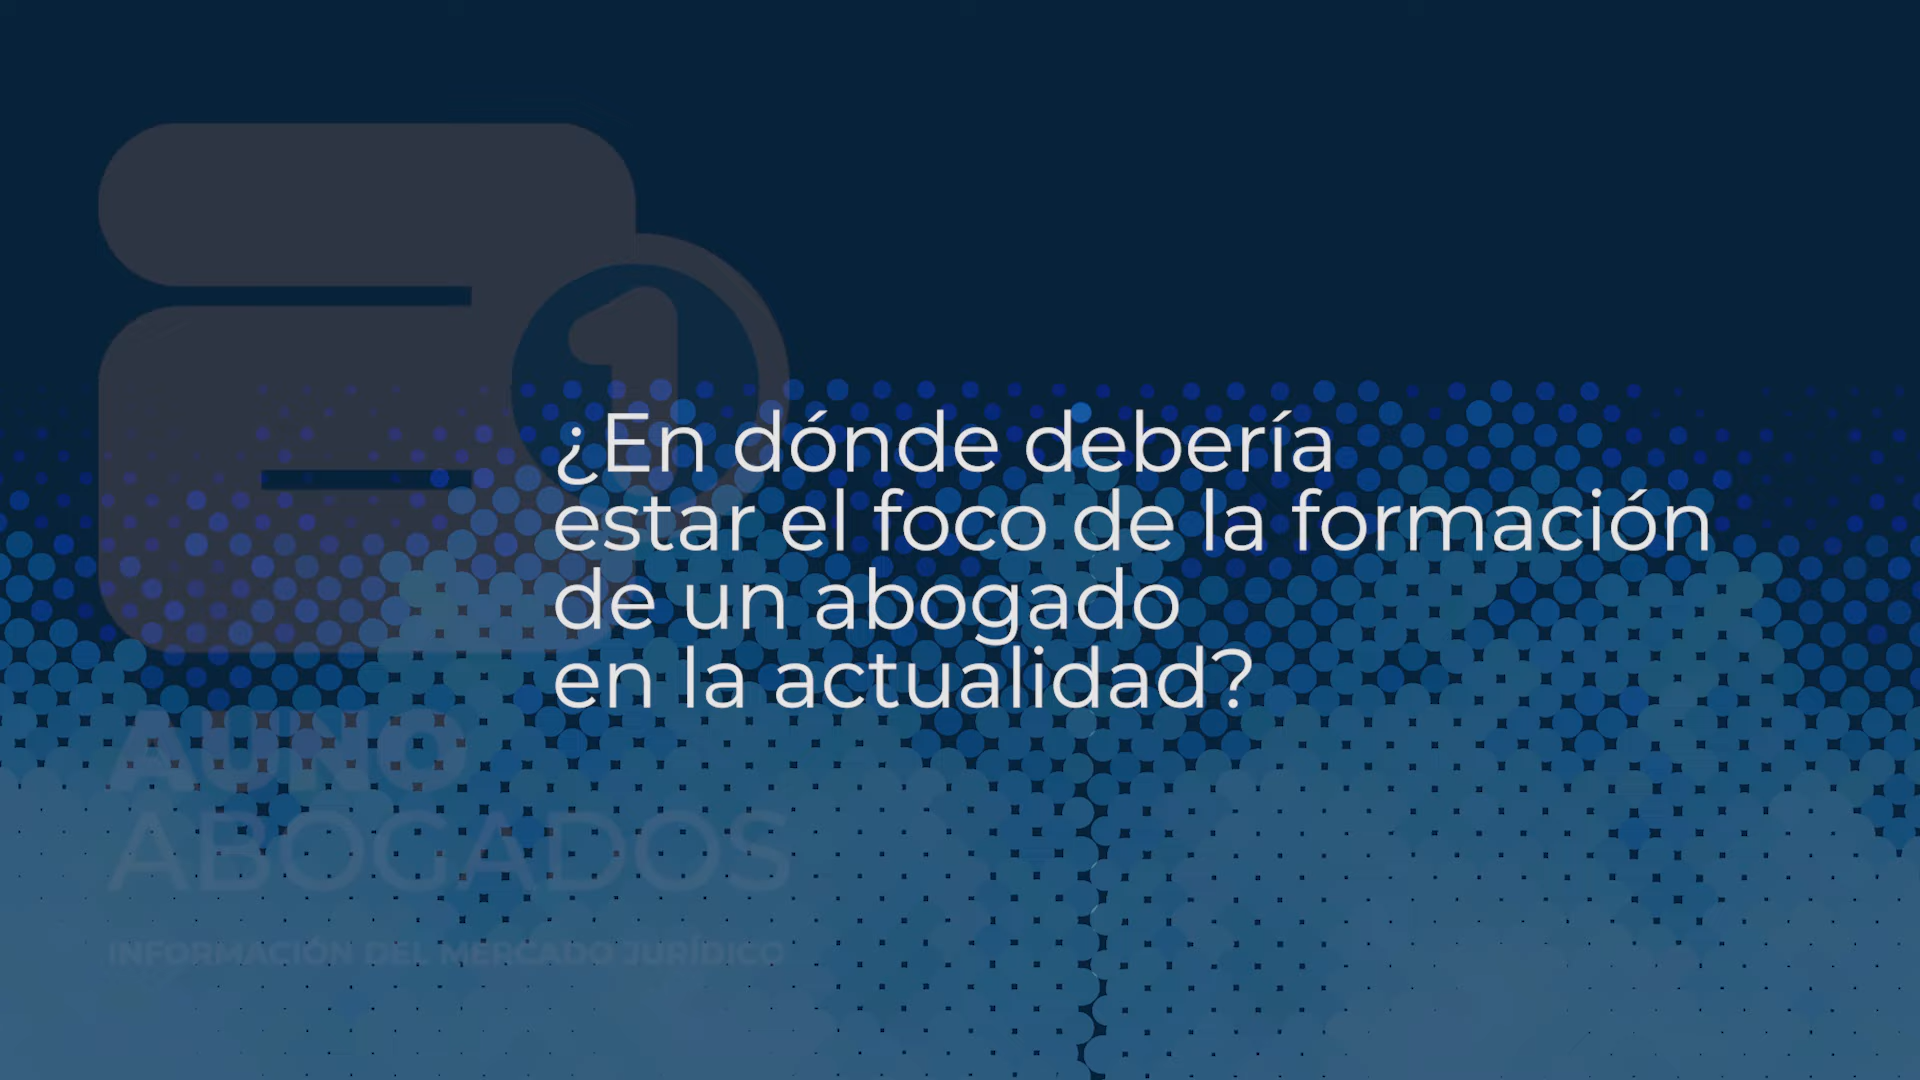 ¿En dónde debería
estar el foco de la formación
de un abogado
en la actualidad?
1
AUNO
ABOGADOS
INFORMACIÓN DEL MERCADO JURÍDICO